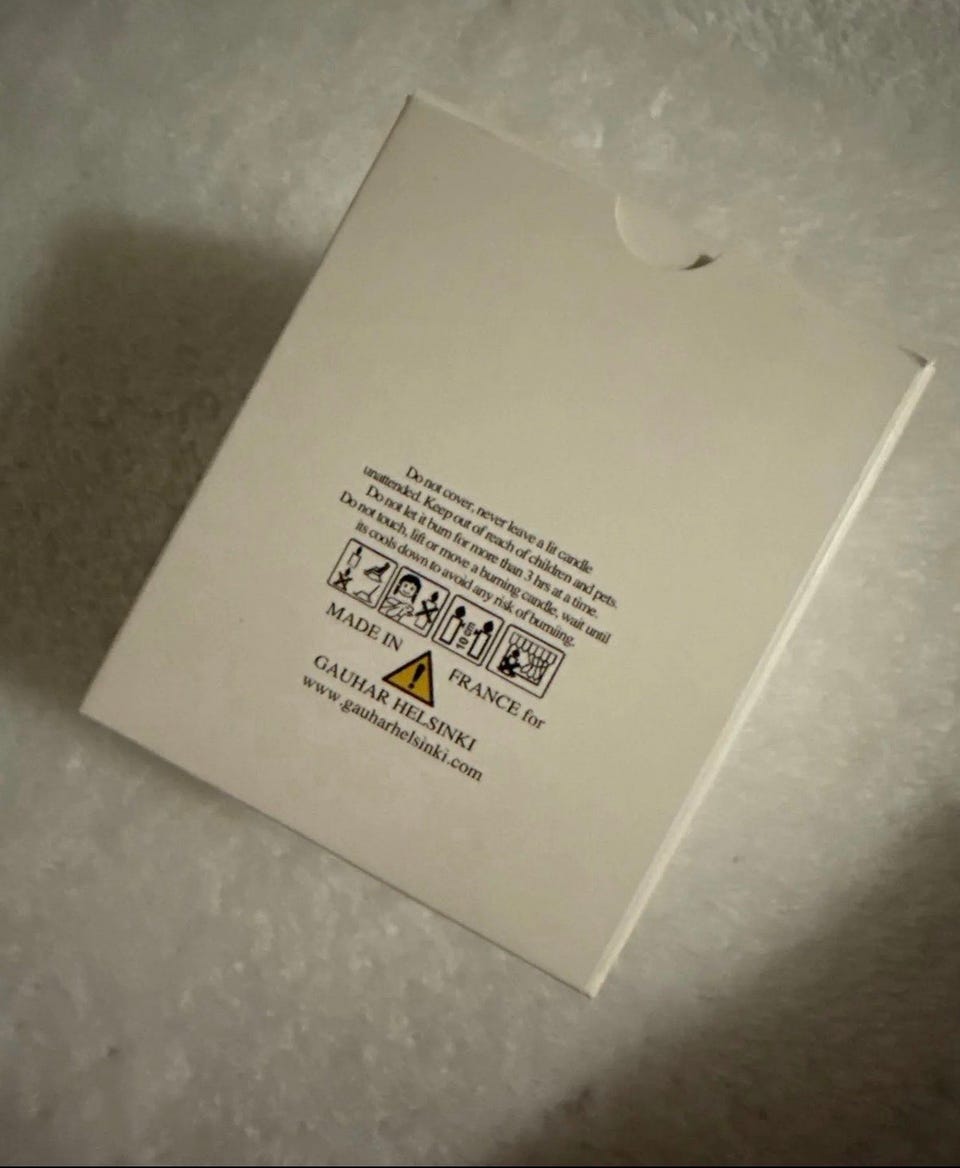 Do not cover, never leave a lit candle
unattended. Keep out of reach of children and pets.
Do not let it burn for more than 3 hrs at a time.
Do not touch, lift or move a burning candle, wait until
its cools down to avoid any risk of burning.
10 cm
MADE IN FRANCE for
GAUHAR HELSINKI
www.gauharhelsinki.com